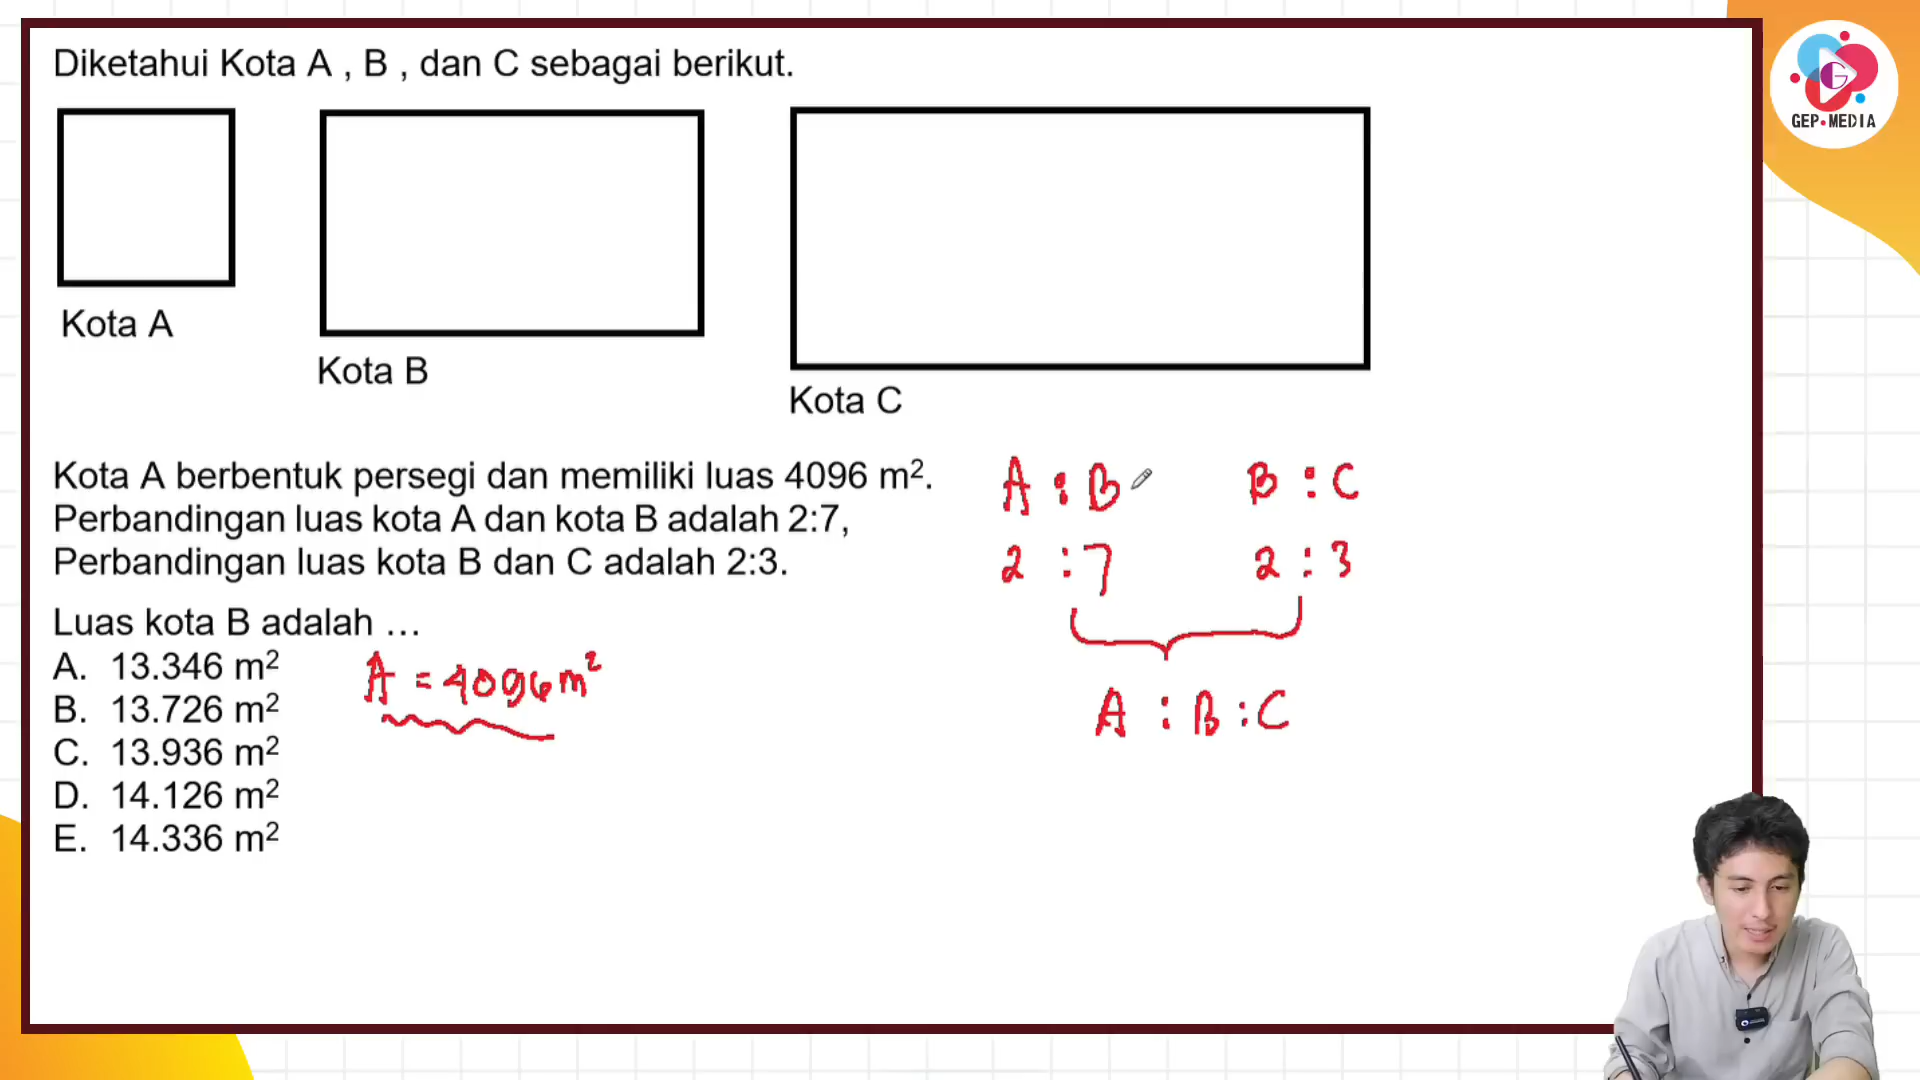 Diketahui Kota A , B , dan C sebagai berikut.
GEP•MEDIA
Kota A
Kota B
Kota C
Kota A berbentuk persegi dan memiliki luas 4096 m².
Perbandingan luas kota A dan kota B adalah 2:7,
Perbandingan luas kota B dan C adalah 2:3.
A : B
B : C
2 : 7
2 : 3
A : B : C
Luas kota B adalah …
A. 13.346 m²
B. 13.726 m²
C. 13.936 m²
D. 14.126 m²
E. 14.336 m²
A = 4096 m²